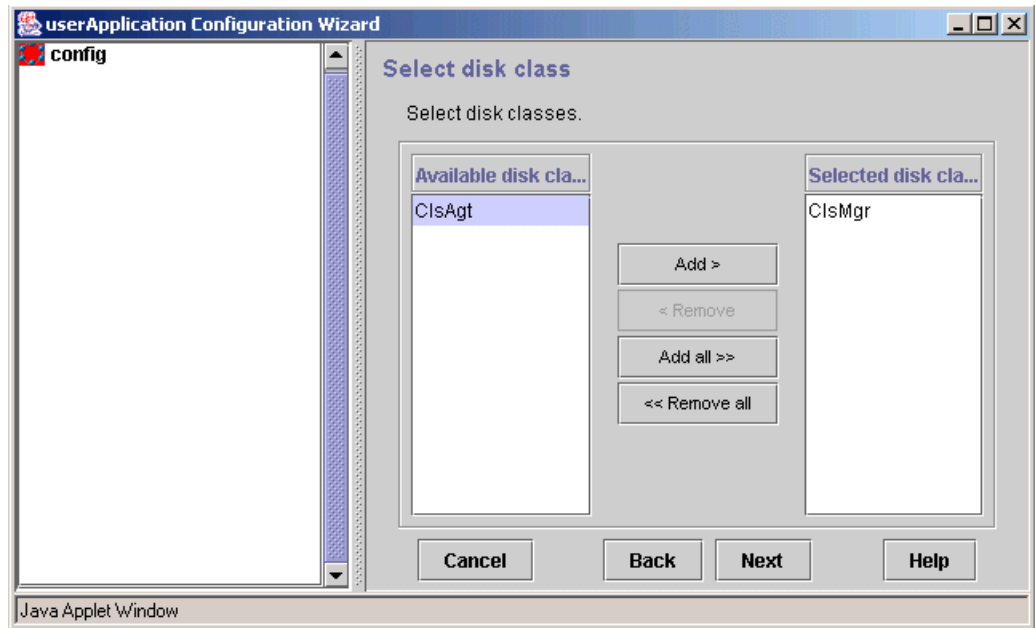 userApplication Configuration Wizard
config
Select disk class
Select disk classes.
Available disk cla...
Selected disk cla...
ClsAgt
ClsMgr
Add >
< Remove
Add all >>
<< Remove all
Cancel
Back
Next
Help
Java Applet Window